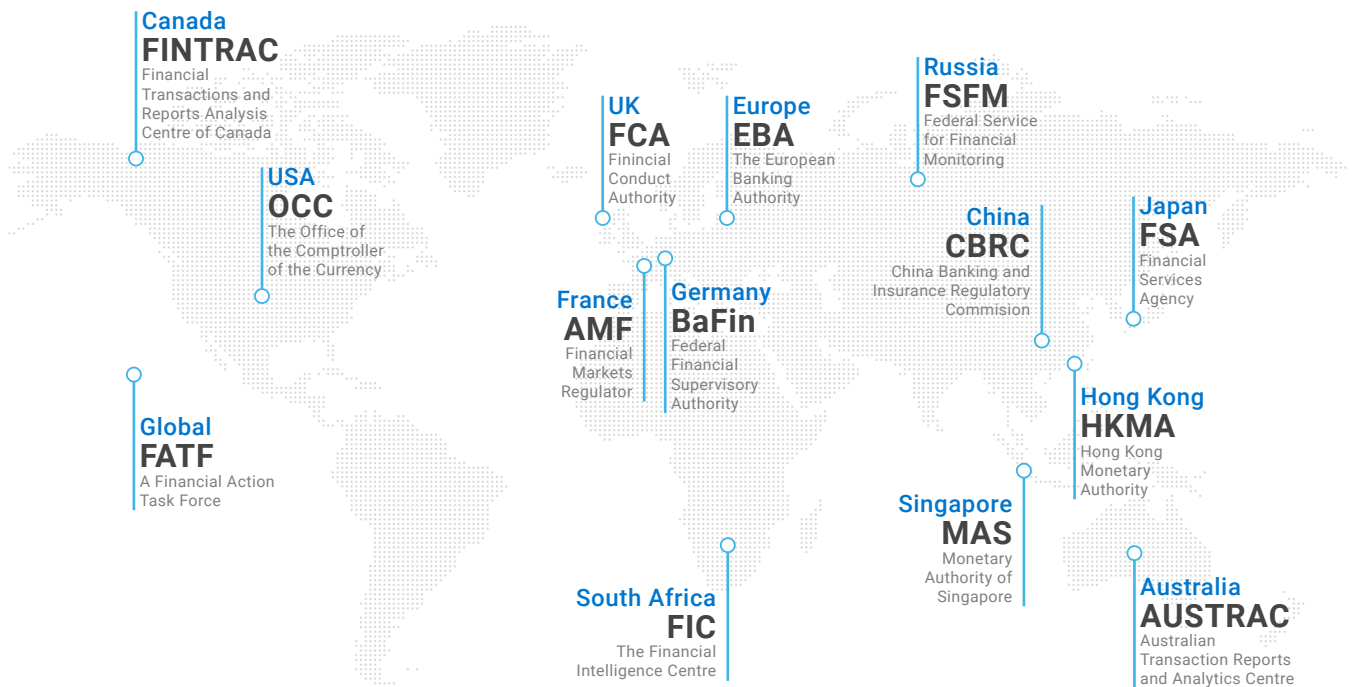 Canada
FINTRAC
Financial
Transactions and
Reports Analysis
Centre of Canada
USA
OCC
The Office of
the Comptroller
of the Currency
Global
FATF
A Financial Action
Task Force
UK
FCA
Finincial
Conduct
Authority
Europe
EBA
The European
Banking
Authority
France
AMF
Financial
Markets
Regulator
Germany
BaFin
Federal
Financial
Supervisory
Authority
South Africa
FIC
The Financial
Intelligence Centre
Russia
FSFM
Federal Service
for Financial
Monitoring
China
CBRC
China Banking and
Insurance Regulatory
Commision
Japan
FSA
Financial
Services
Agency
Hong Kong
HKMA
Hong Kong
Monetary
Authority
Singapore
MAS
Monetary
Authority of
Singapore
Australia
AUSTRAC
Australian
Transaction Reports
and Analytics Centre